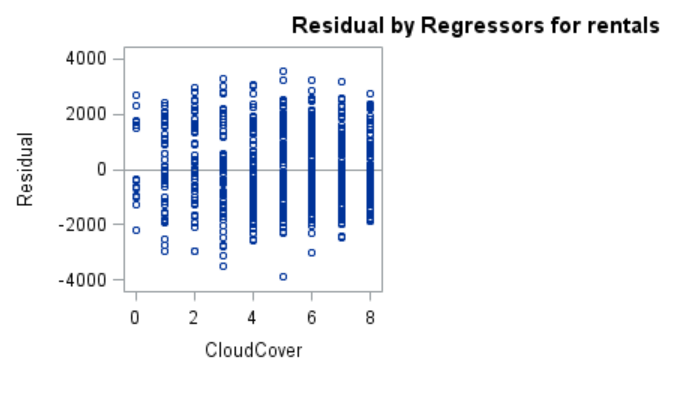 Residual by Regressors for rentals
4000
2000
0
-2000
-4000
Residual
0 2 4 6 8
CloudCover